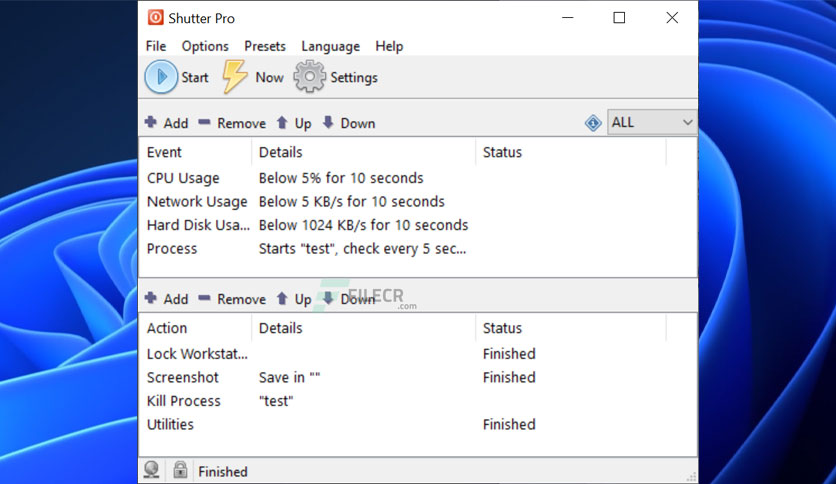 Shutter Pro
File Options Presets Language Help
Start Now Settings
Add Remove Up Down ALL
Event Details Status
CPU Usage Below 5% for 10 seconds
Network Usage Below 5 KB/s for 10 seconds
Hard Disk Usa... Below 1024 KB/s for 10 seconds
Process Starts "test", check every 5 sec...
Add Remove Up Down
FILECR
.com
Action Details Status
Lock Workstat... Finished
Screenshot Save in "" Finished
Kill Process "test"
Utilities Finished
Finished